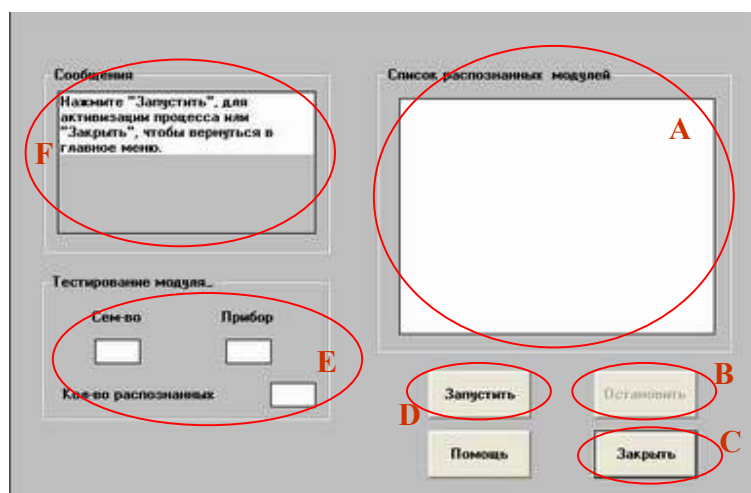 Сообщения
Нажмите "Запустить", для
активизации процесса или
"Закрыть", чтобы вернуться в
главное меню.
F
Список распознанных модулей
A
Тестирование модуля..
Сем-во Прибор
E
Кол-во распознанных
Запустить
D
Остановить
B
Помощь
Закрыть
C